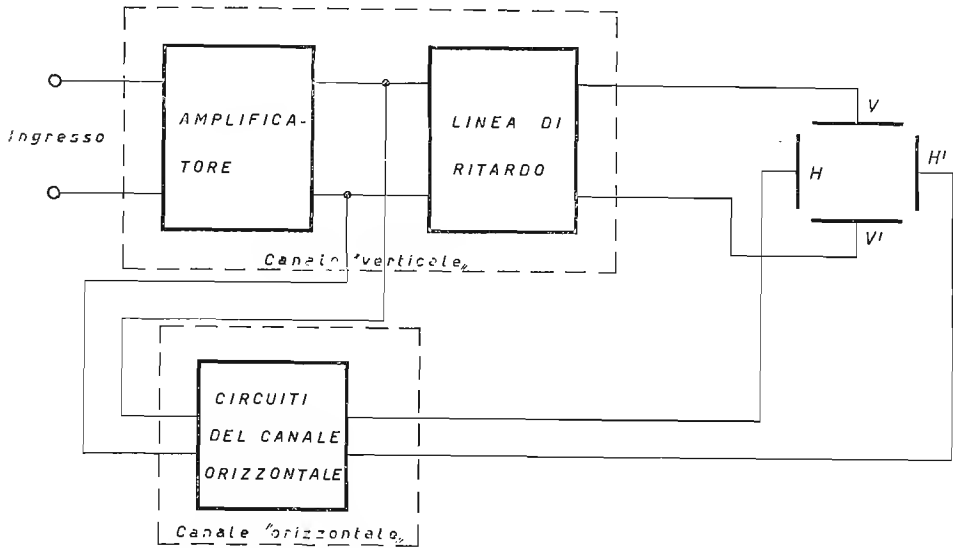 Ingresso
AMPLIFICA-
TORE
LINEA DI
RITARDO
Canale "verticale„
V
H
H'
V'
CIRCUITI
DEL CANALE
ORIZZONTALE
Canale "orizzontale„